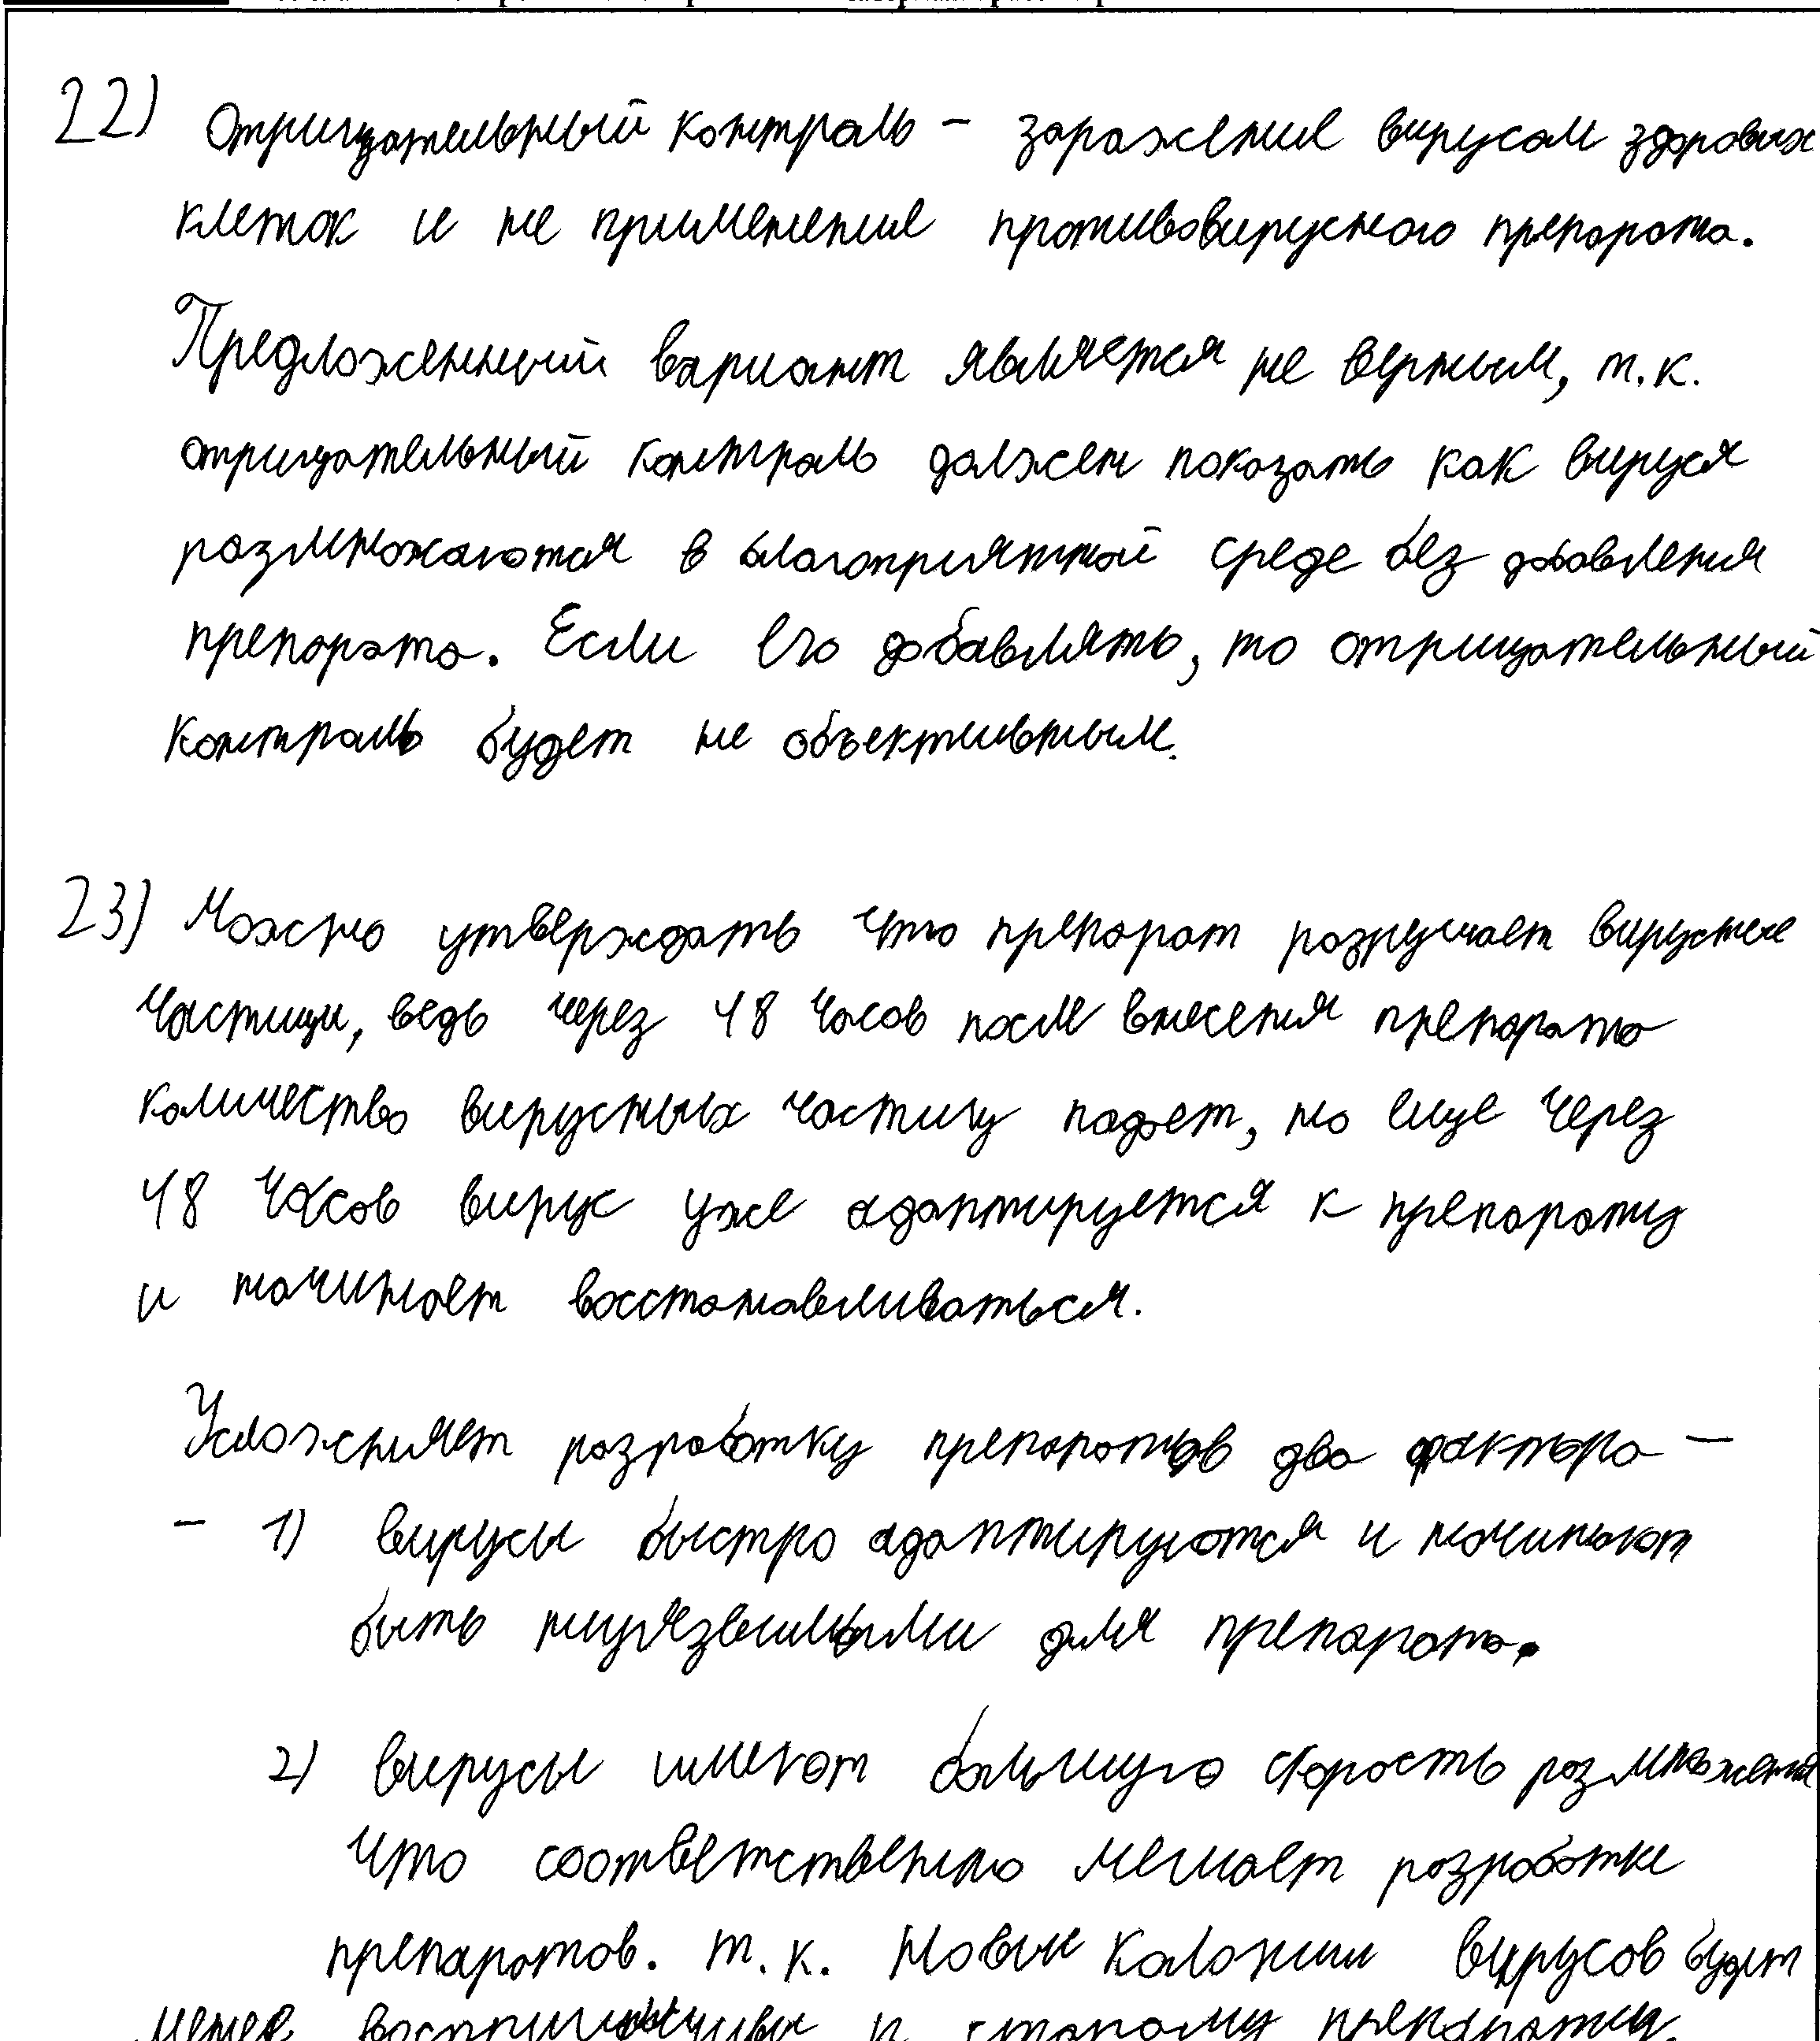 22) Отрицательный контроль - заражение вирусом здоровых
клеток и не применение противовирусного препарата.
Предложенный вариант является не верным, т.к.
отрицательный контроль должен показать как вируся
размножаются в благоприятной среде без добавления
препарата. Если его добавлять, то отрицательный
контроль будет не объективным.
23) Можно утверждать что препарат разрушает вирусные
частицы, ведь через 48 часов после внесения препарата
количество вирусных частиц падает, но еще через
48 часов вирус уже адаптируется к препарату
и начинает восстанавливаться.
Усложняет разработку препаратов два фактора -
- 1) вирусы быстро адаптируются и начинают
быть для препарата.
2) вирусы имеют большую скорость размножения
что соответственно мешает разработке
препаратов. т.к. новые колонии вирусов будет
менее восприимчивы к старому препарату.